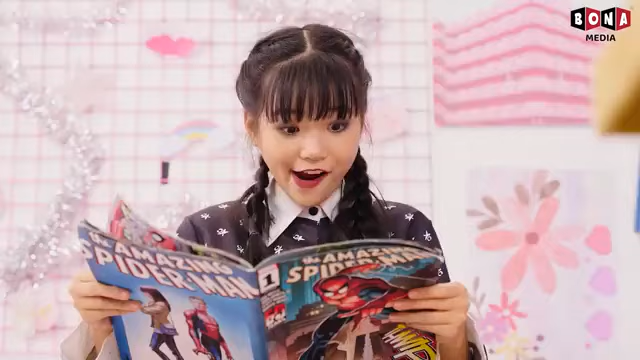 BONA
MEDIA
the AMAZING
SPIDER-MAN
1
the AMAZING
SPIDER-MAN